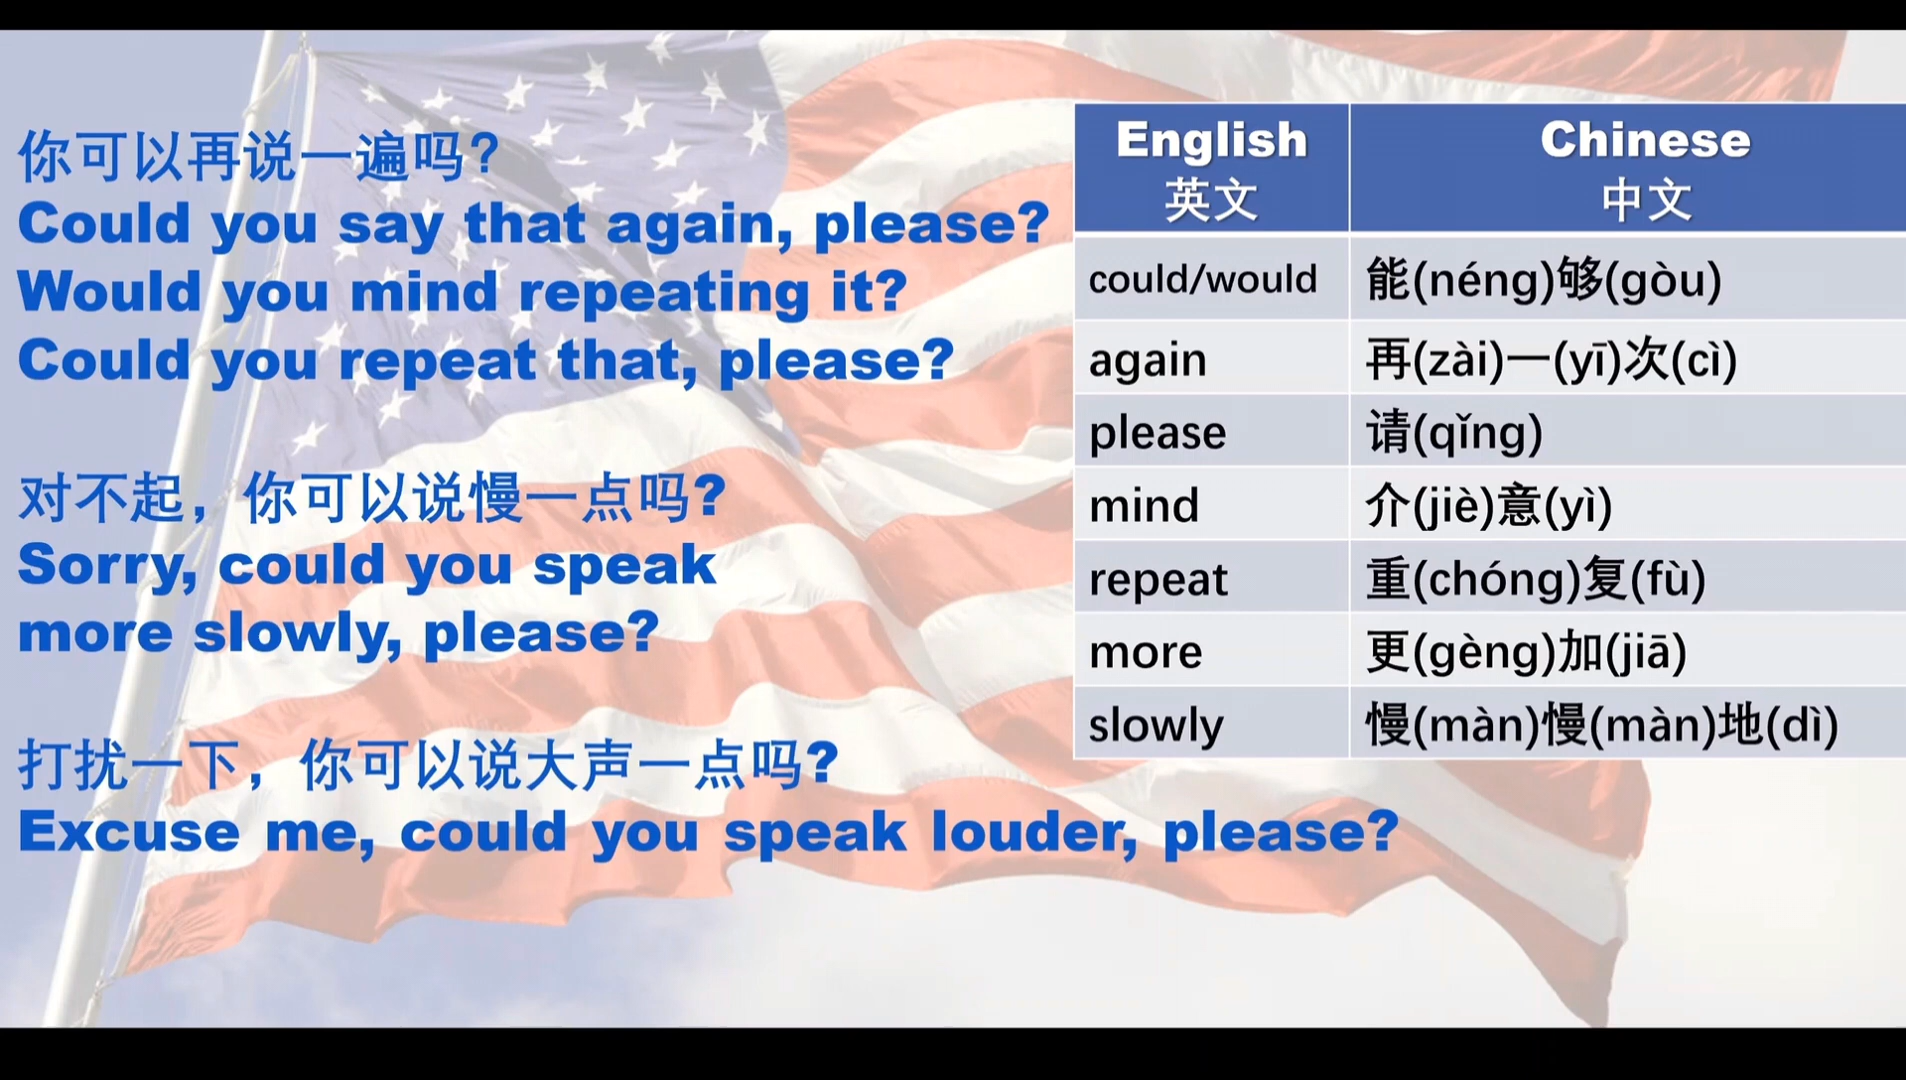 你可以再说一遍吗？
Could you say that again, please?
Would you mind repeating it?
Could you repeat that, please?
对不起，你可以说慢一点吗?
Sorry, could you speak
more slowly, please?
打扰一下，你可以说大声一点吗?
Excuse me, could you speak louder, please?
English Chinese
英文 中文
could/would 能(néng)够(gòu)
again 再(zài)一(yī)次(cì)
please 请(qǐng)
mind 介(jiè)意(yì)
repeat 重(chóng)复(fù)
more 更(gèng)加(jiā)
slowly 慢(màn)慢(màn)地(dì)